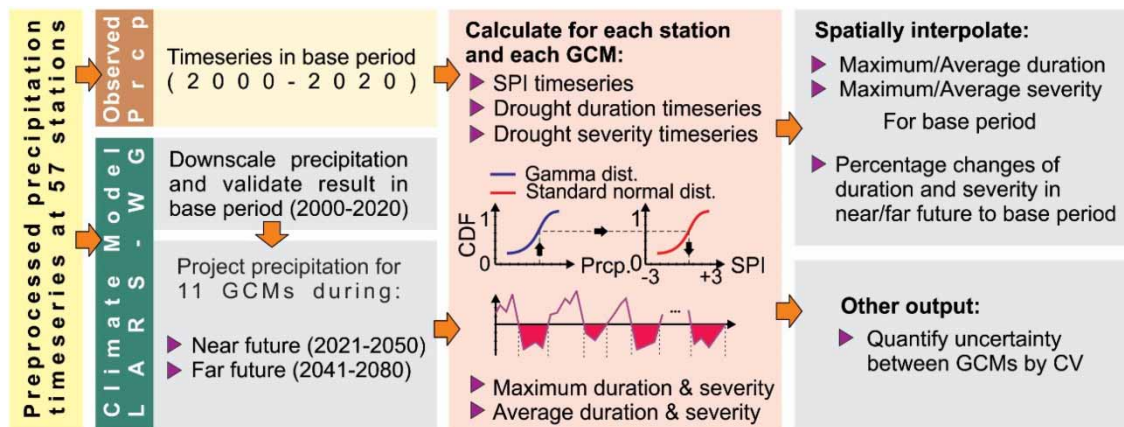 Preprocessed precipitation
timeseries at 57 stations
Observed
Prcp
Timeseries in base period
(2000-2020)
Climate Model
LARS-WG
Downscale precipitation
and validate result in
base period (2000-2020)
Project precipitation for
11 GCMs during:
Near future (2021-2050)
Far future (2041-2080)
Calculate for each station
and each GCM:
SPI timeseries
Drought duration timeseries
Drought severity timeseries
Gamma dist.
Standard normal dist.
CDF
1
0
Prcp.
1
0
-3
+3
SPI
...
Maximum duration & severity
Average duration & severity
Spatially interpolate:
Maximum/Average duration
Maximum/Average severity
For base period
Percentage changes of
duration and severity in
near/far future to base period
Other output:
Quantify uncertainty
between GCMs by CV